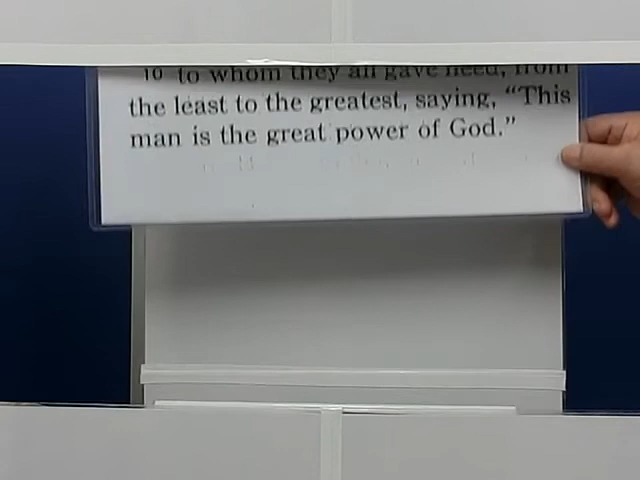 10 to whom they all gave heed, from
the least to the greatest, saying, “This
man is the great power of God.”